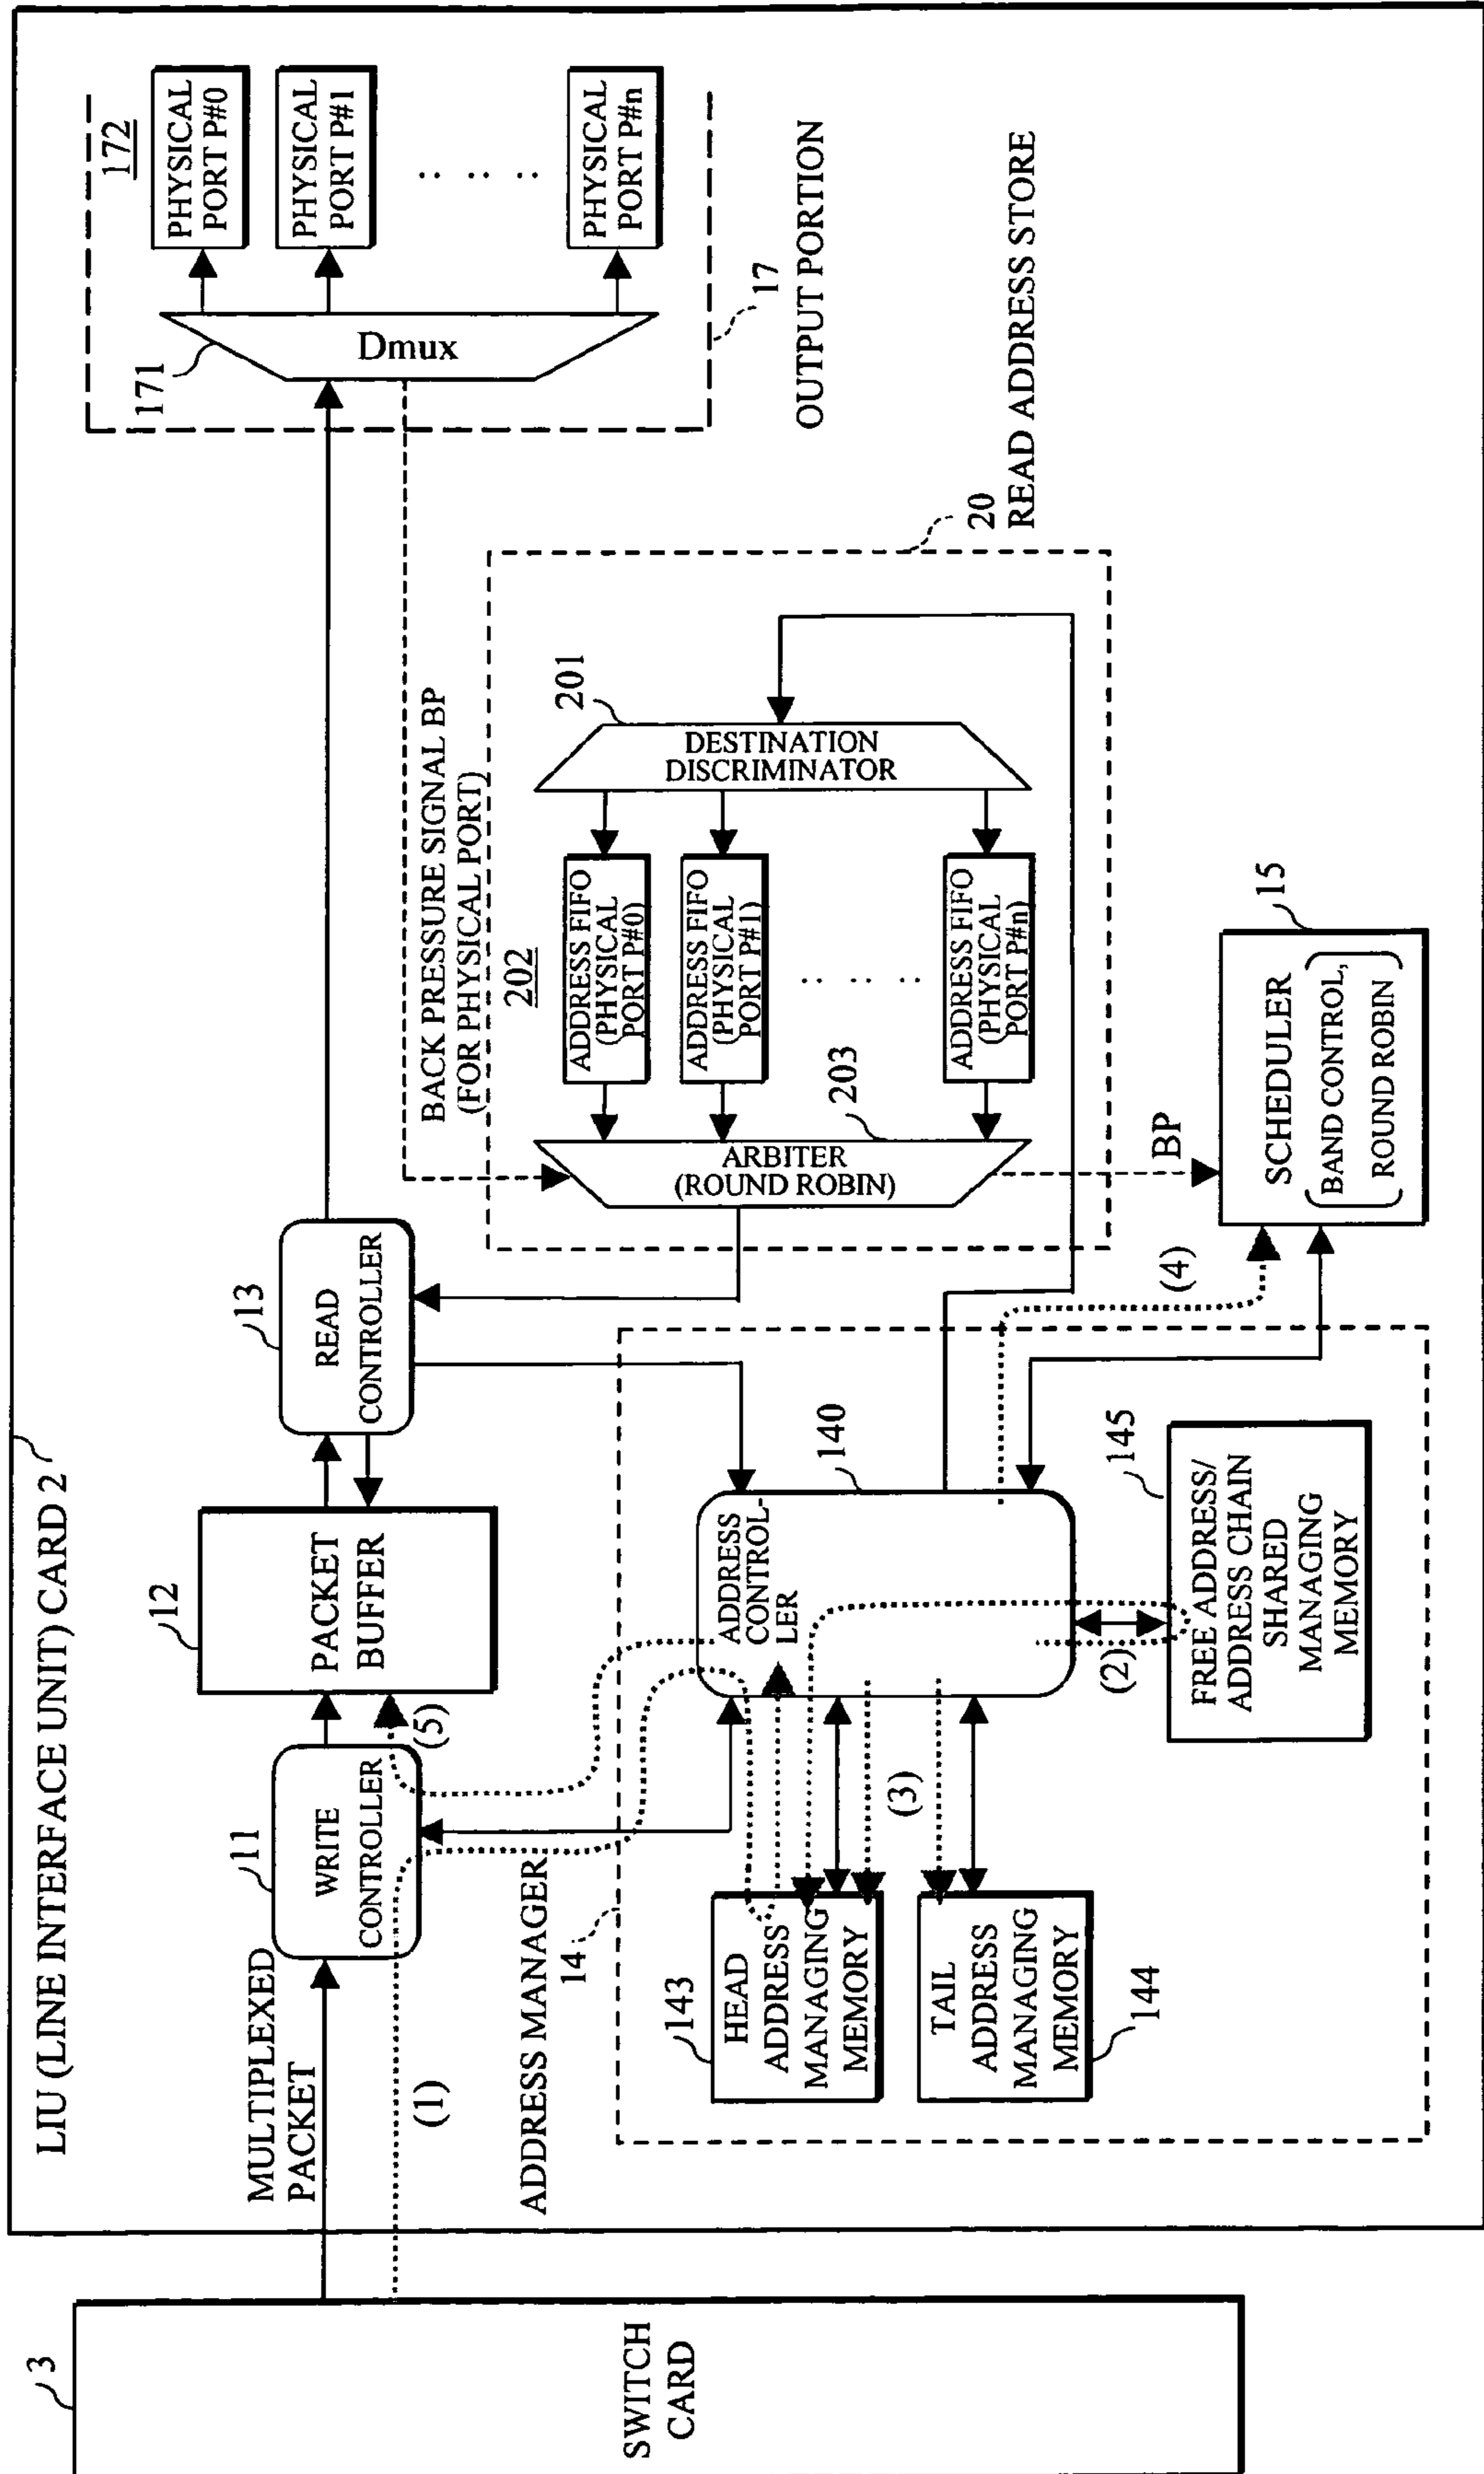 LIU (LINE INTERFACE UNIT) CARD 2
3
SWITCH
CARD
MULTIPLEXED
PACKET
(1)
11
WRITE
CONTROLLER
(5)
12
PACKET
BUFFER
13
READ
CONTROLLER
171
Dmux
172
PHYSICAL
PORT P#0
PHYSICAL
PORT P#1
. . . .
PHYSICAL
PORT P#n
17
OUTPUT PORTION
BACK PRESSURE SIGNAL BP
(FOR PHYSICAL PORT)
20
READ ADDRESS STORE
201
DESTINATION
DISCRIMINATOR
202
ADDRESS FIFO
(PHYSICAL
PORT P#0)
ADDRESS FIFO
(PHYSICAL
PORT P#1)
. . . .
ADDRESS FIFO
(PHYSICAL
PORT P#n)
203
ARBITER
(ROUND ROBIN)
BP
15
SCHEDULER
BAND CONTROL,
ROUND ROBIN
(4)
ADDRESS MANAGER
14
140
ADDRESS
CONTROL-
LER
143
HEAD
ADDRESS
MANAGING
MEMORY
(3)
TAIL
ADDRESS
MANAGING
MEMORY
144
(2)
145
FREE ADDRESS/
ADDRESS CHAIN
SHARED
MANAGING
MEMORY